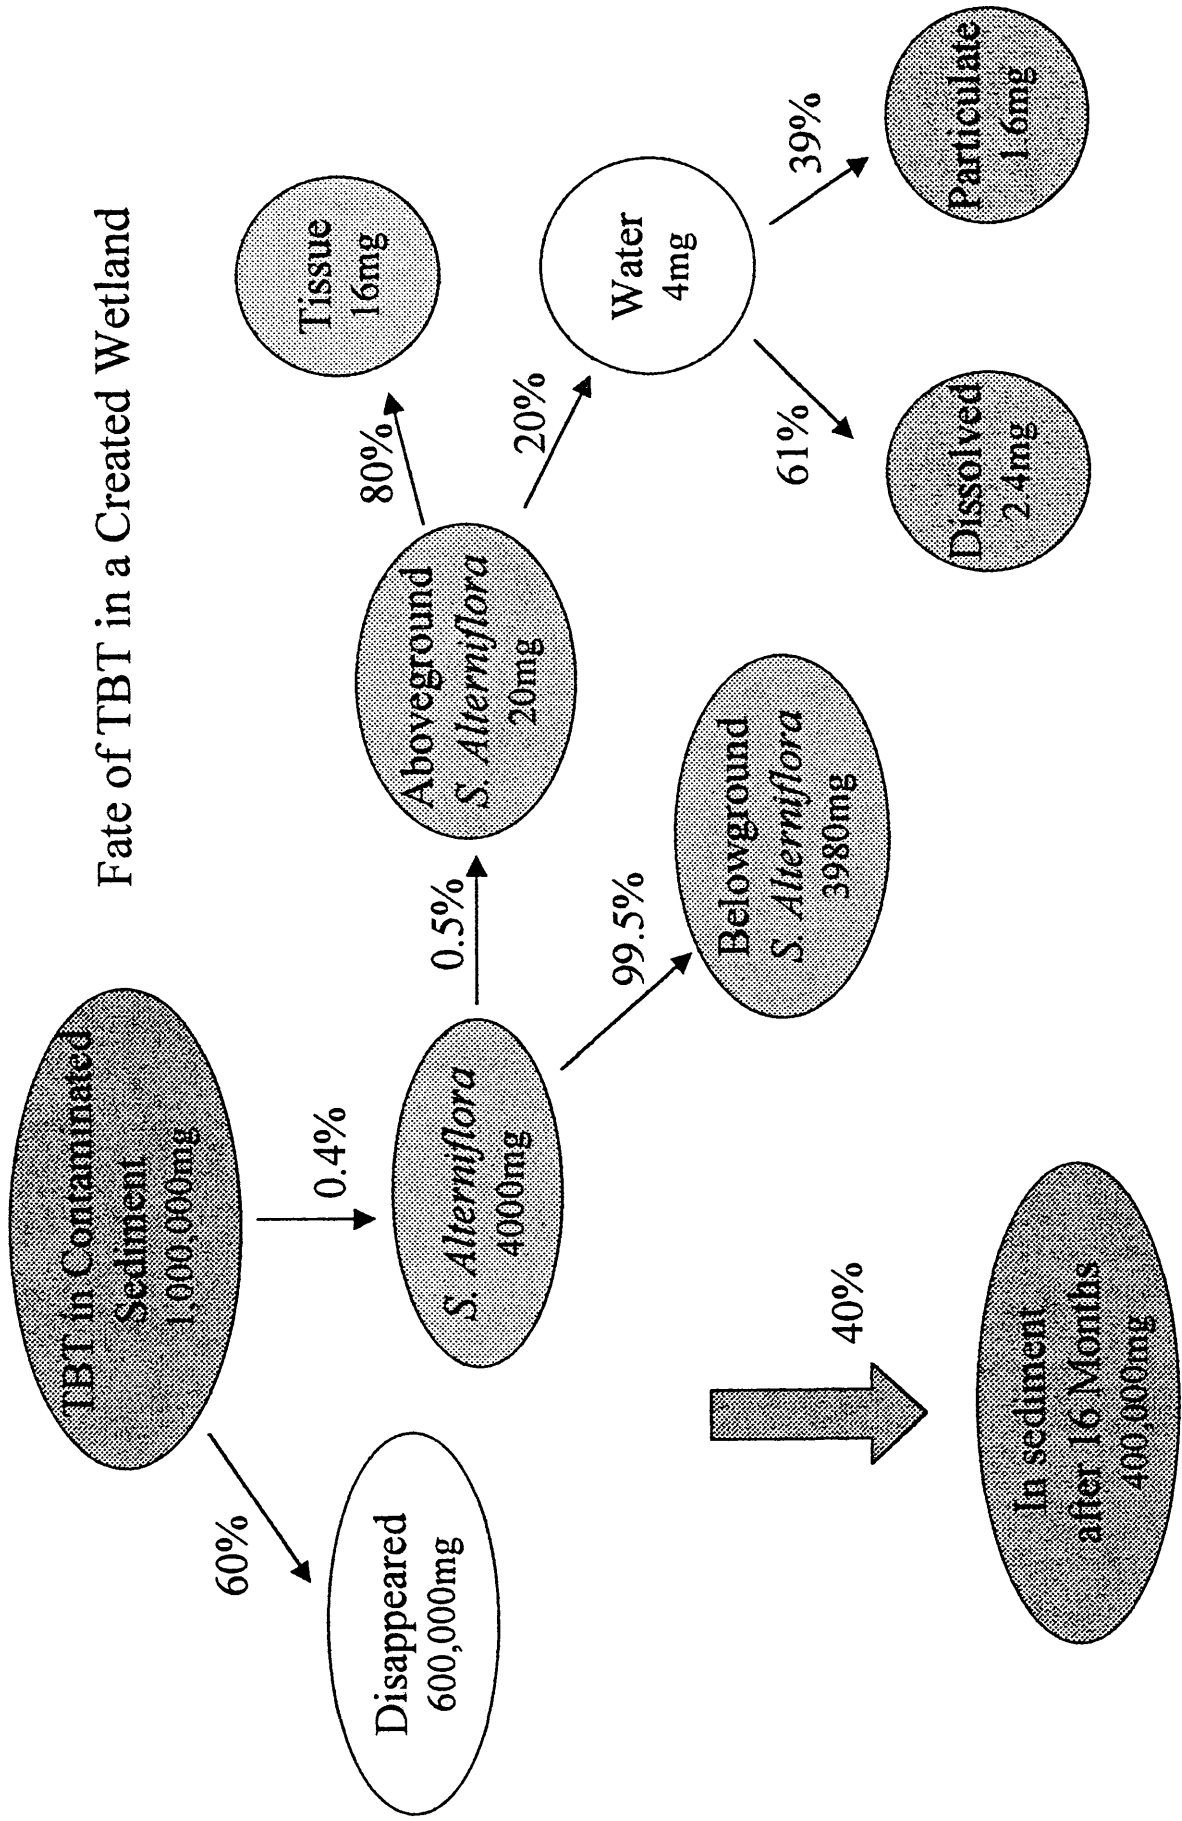 Fate of TBT in a Created Wetland
TBT in Contaminated
Sediment
1,000,000mg
60%
Disappeared
600,000mg
0.4%
S. Alterniflora
4000mg
0.5%
Aboveground
S. Alterniflora
20mg
80%
Tissue
16mg
20%
Water
4mg
99.5%
Belowground
S. Alterniflora
3980mg
61%
Dissolved
2.4mg
39%
Particulate
1.6mg
40%
In sediment
after 16 Months
400,000mg